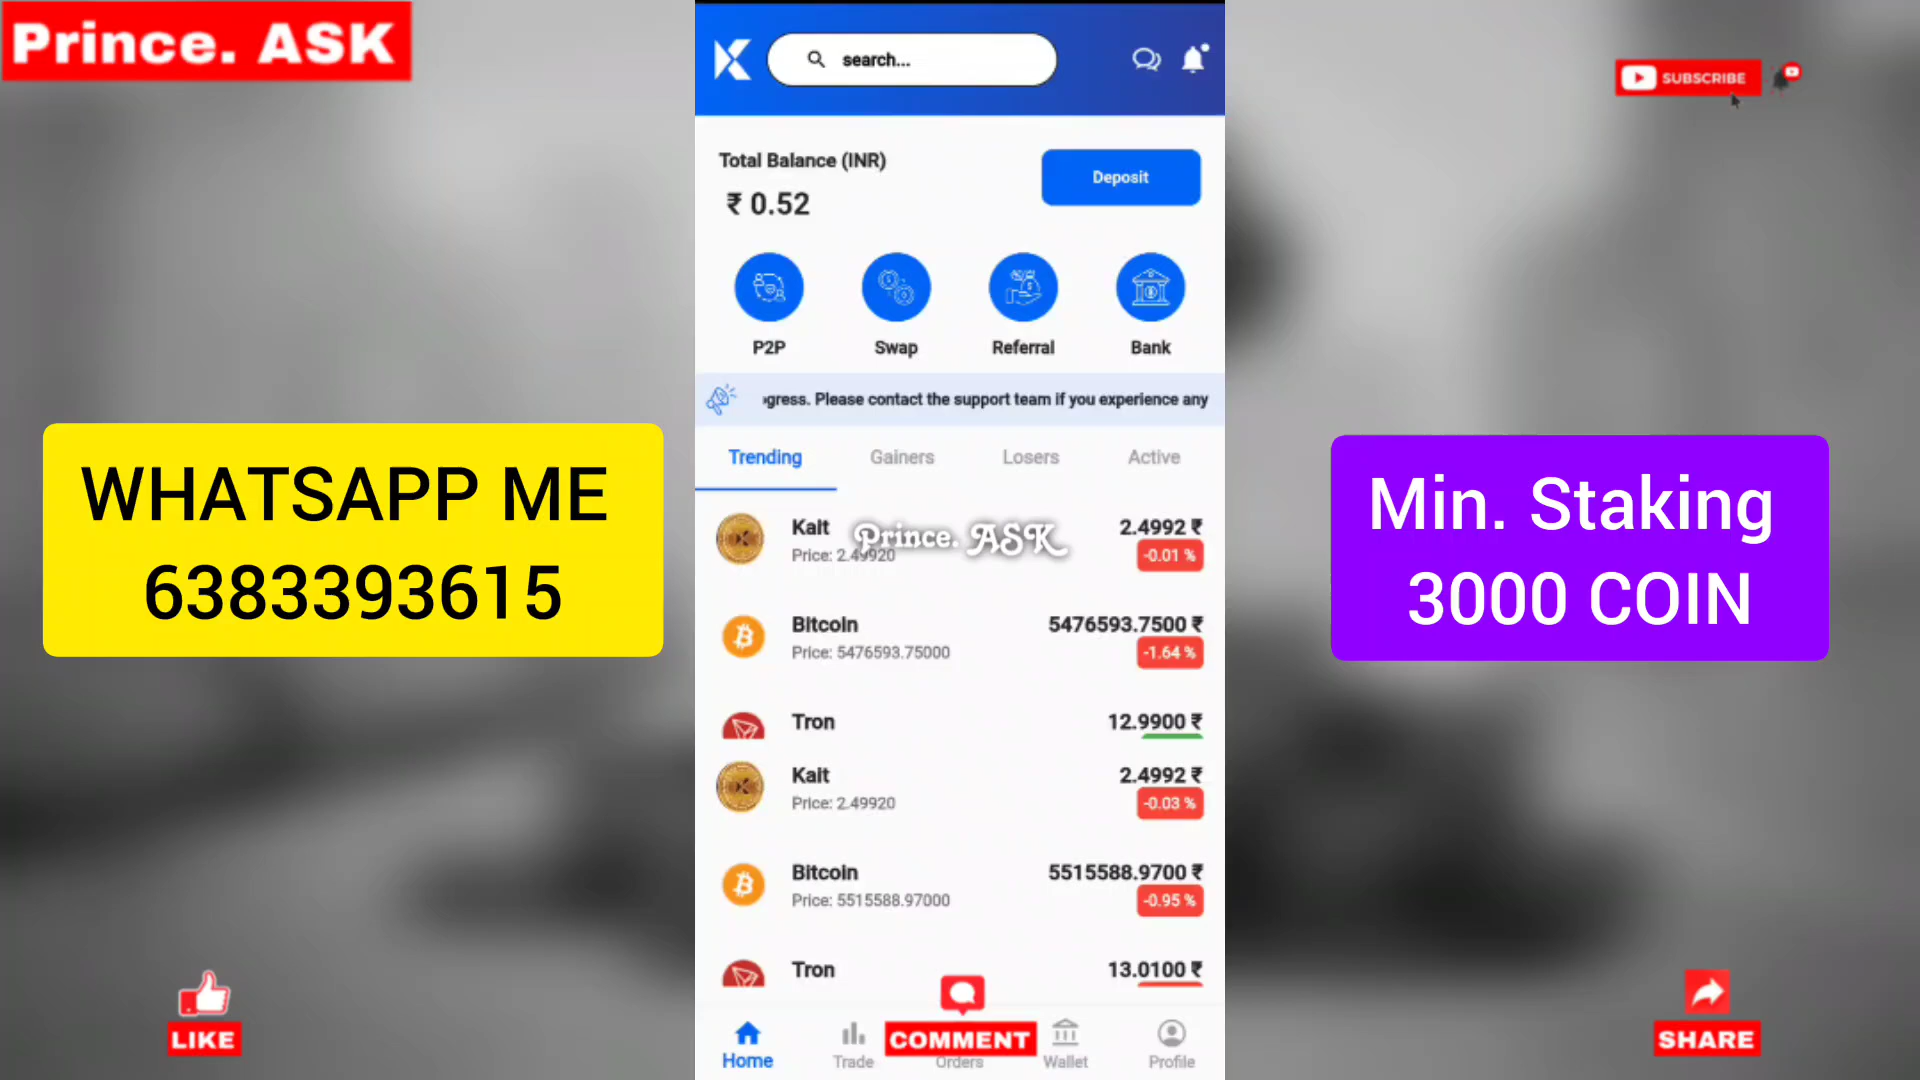 Prince. ASK
SUBSCRIBE
search...
Total Balance (INR)
₹ 0.52
Deposit
P2P
Swap
Referral
Bank
ogress. Please contact the support team if you experience any
Trending
Gainers
Losers
Active
Kait
2.4992 ₹
Price: 2.49920
-0.01 %
Prince. ASK
Bitcoin
5476593.7500 ₹
Price: 5476593.75000
-1.64 %
Tron
12.9900 ₹
Kait
2.4992 ₹
Price: 2.49920
-0.03 %
Bitcoin
5515588.9700 ₹
Price: 5515588.97000
-0.95 %
Tron
13.0100 ₹
Home
Trade
Orders
Wallet
Profile
WHATSAPP ME
6383393615
Min. Staking
3000 COIN
LIKE
COMMENT
SHARE